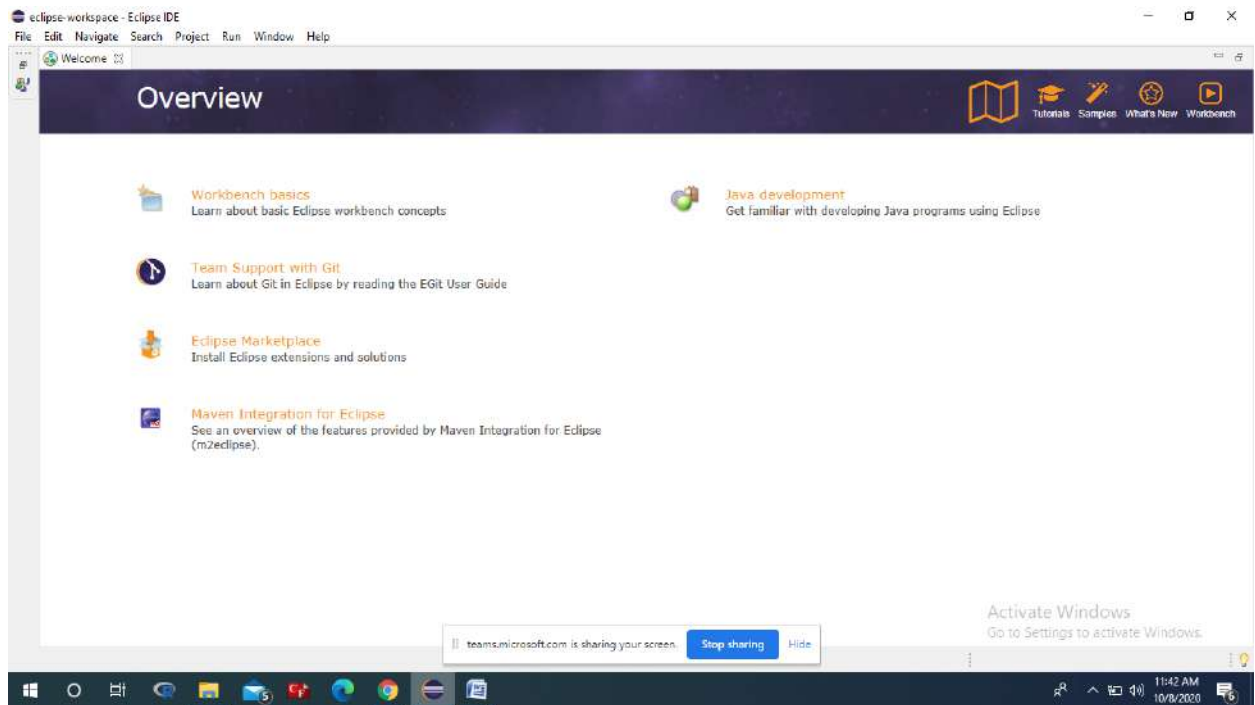 eclipse-workspace - Eclipse IDE
File Edit Navigate Search Project Run Window Help
Welcome
Overview
Tutorials Samples What's New Workbench
Workbench basics
Learn about basic Eclipse workbench concepts
Java development
Get familiar with developing Java programs using Eclipse
Team Support with Git
Learn about Git in Eclipse by reading the EGit User Guide
Eclipse Marketplace
Install Eclipse extensions and solutions
Maven Integration for Eclipse
See an overview of the features provided by Maven Integration for Eclipse
(m2eclipse).
Activate Windows
Go to Settings to activate Windows.
teams.microsoft.com is sharing your screen. Stop sharing Hide
5
11:42 AM
10/8/2020
6